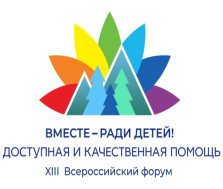 ВМЕСТЕ – РАДИ ДЕТЕЙ!
ДОСТУПНАЯ И КАЧЕСТВЕННАЯ ПОМОЩЬ
XIII Всероссийский форум